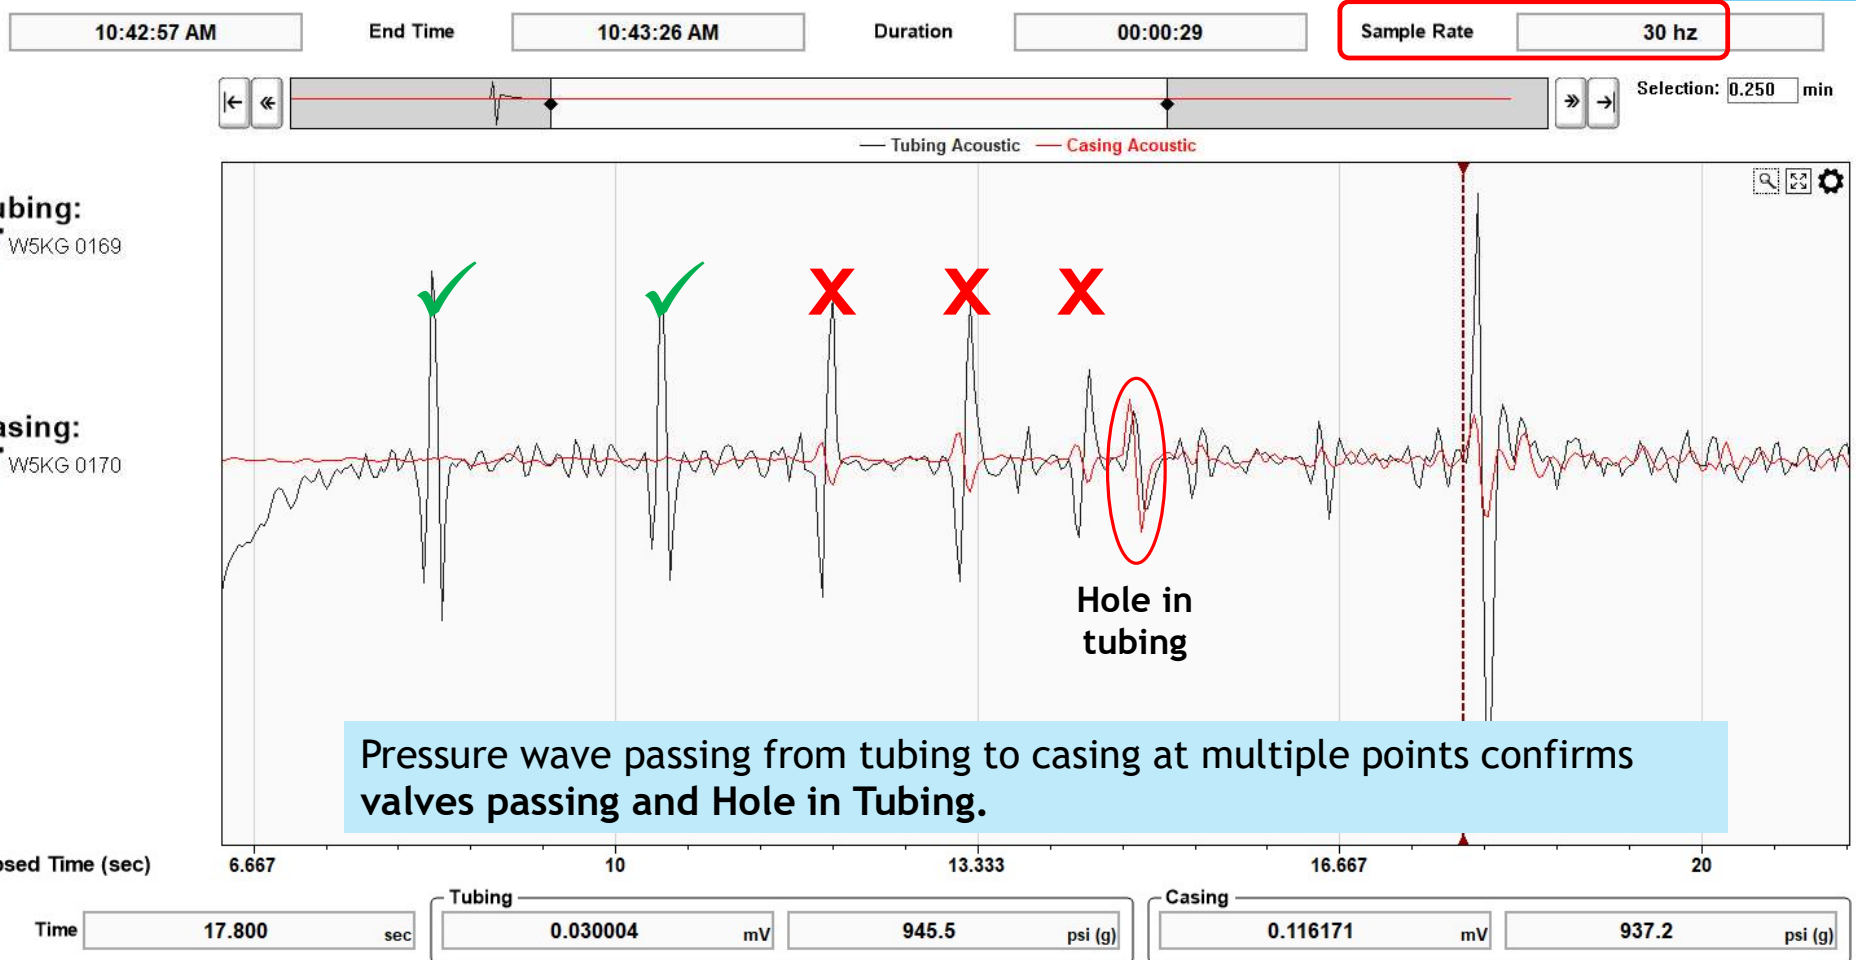 10:42:57 AM End Time 10:43:26 AM Duration 00:00:29 Sample Rate 30 hz
Selection: 0.250 min
Tubing Acoustic Casing Acoustic
ubing:
W5KG 0169
X X X
asing:
W5KG 0170
Hole in
tubing
Pressure wave passing from tubing to casing at multiple points confirms
valves passing and Hole in Tubing.
osed Time (sec) 6.667 10 13.333 16.667 20
Tubing Casing
Time 17.800 sec 0.030004 mV 945.5 psi (g) 0.116171 mV 937.2 psi (g)